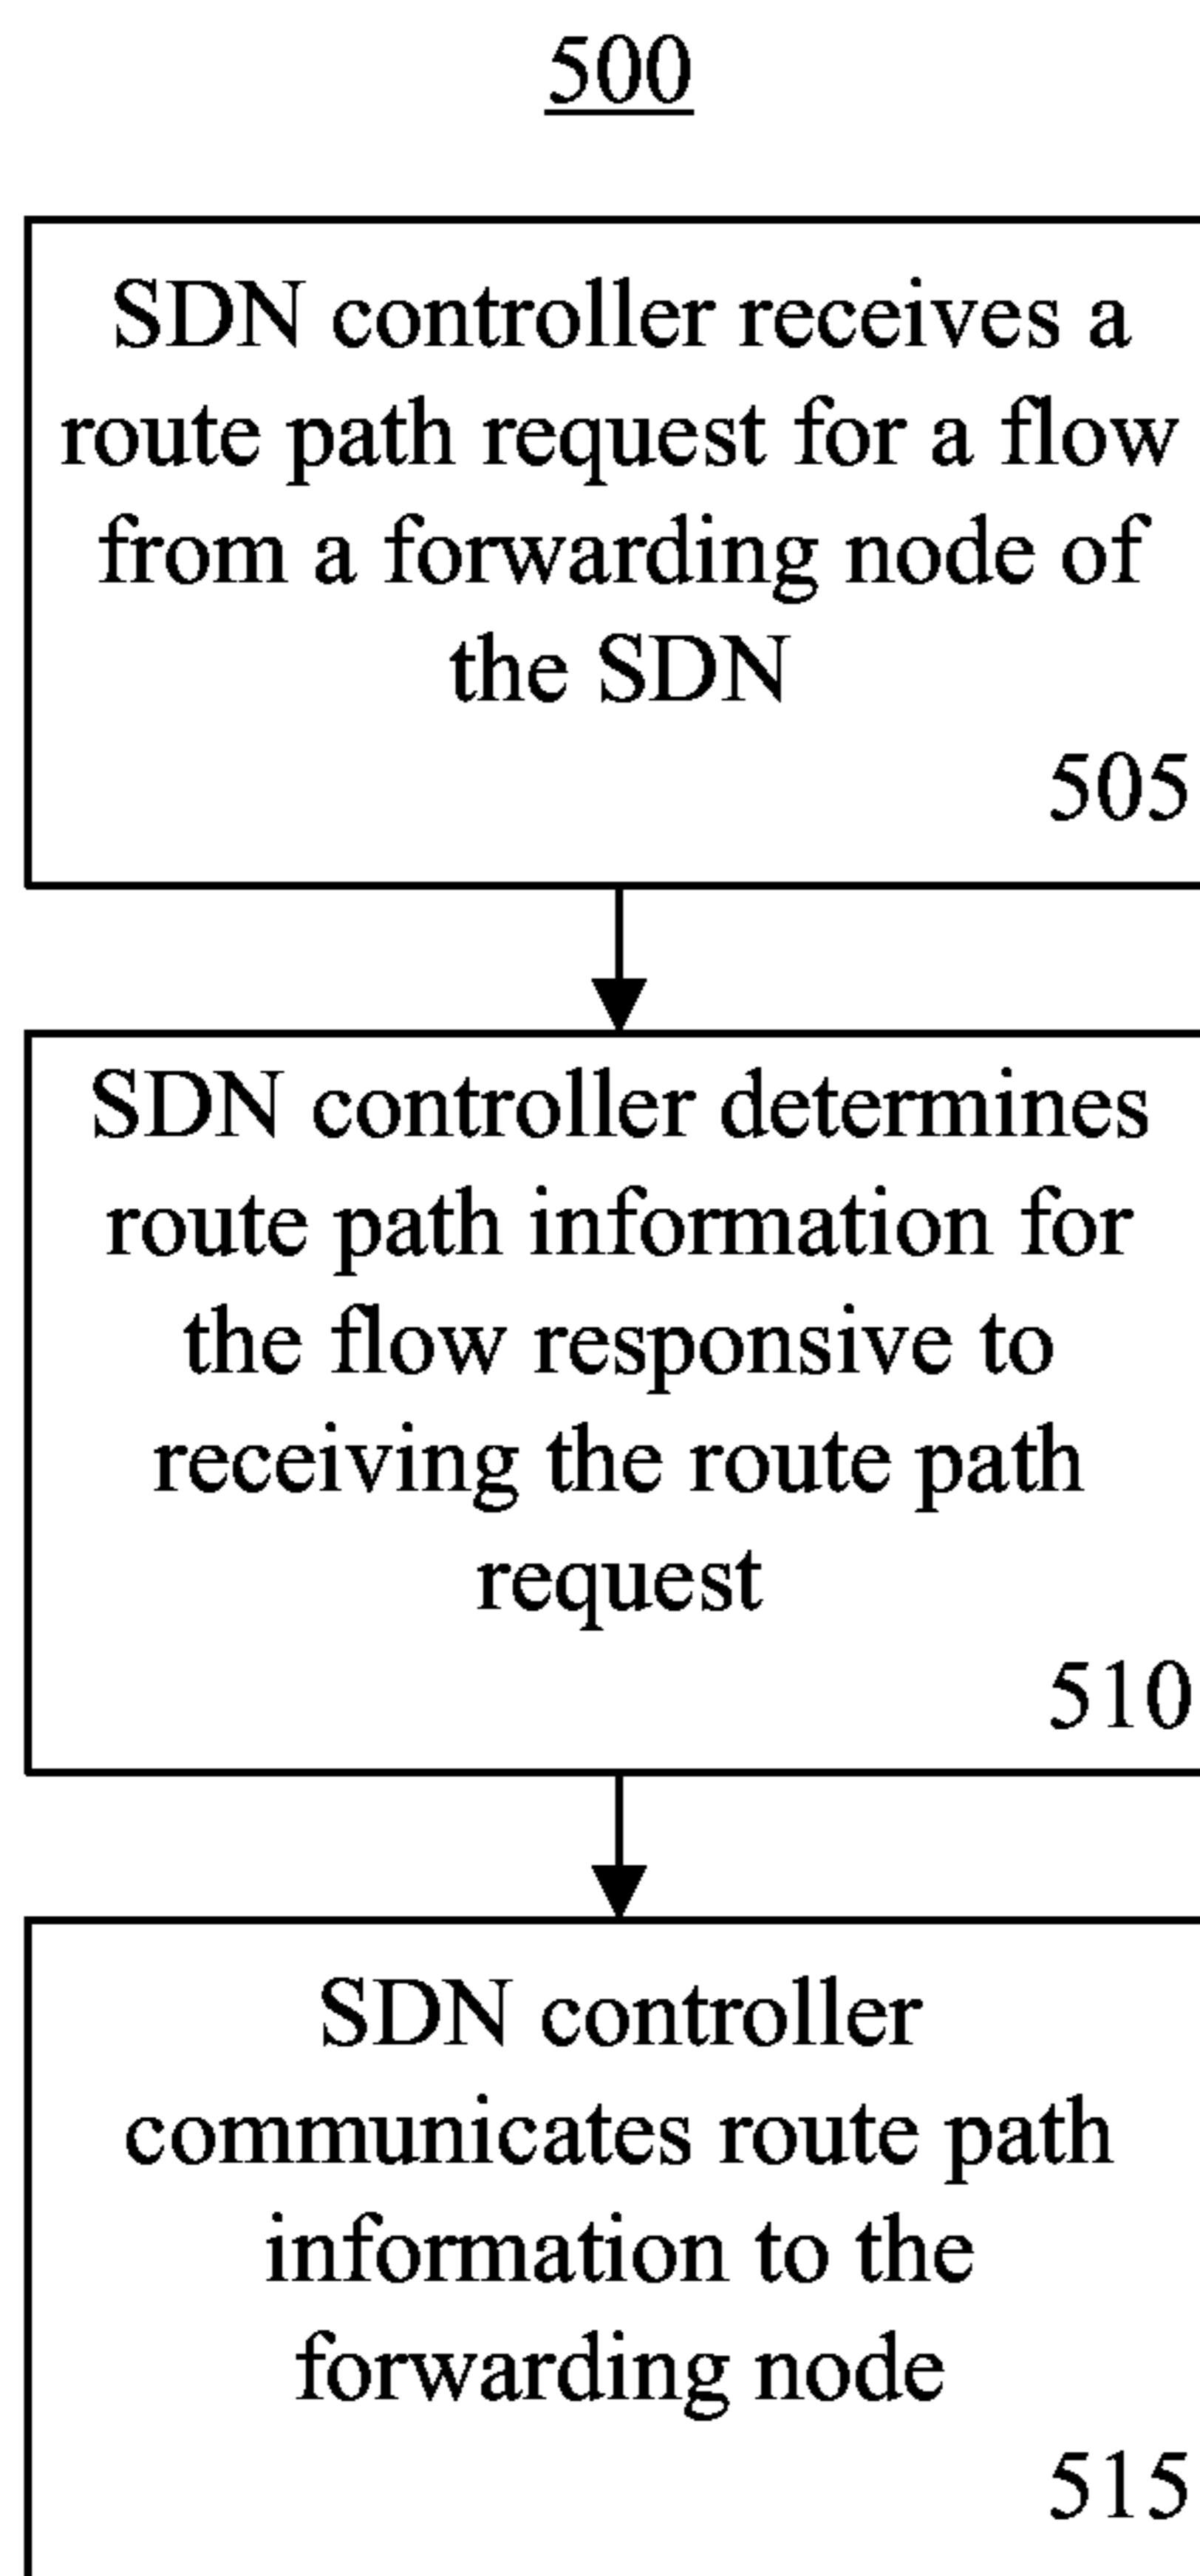 500
SDN controller receives a
route path request for a flow
from a forwarding node of
the SDN
505
SDN controller determines
route path information for
the flow responsive to
receiving the route path
request
510
SDN controller
communicates route path
information to the
forwarding node
515